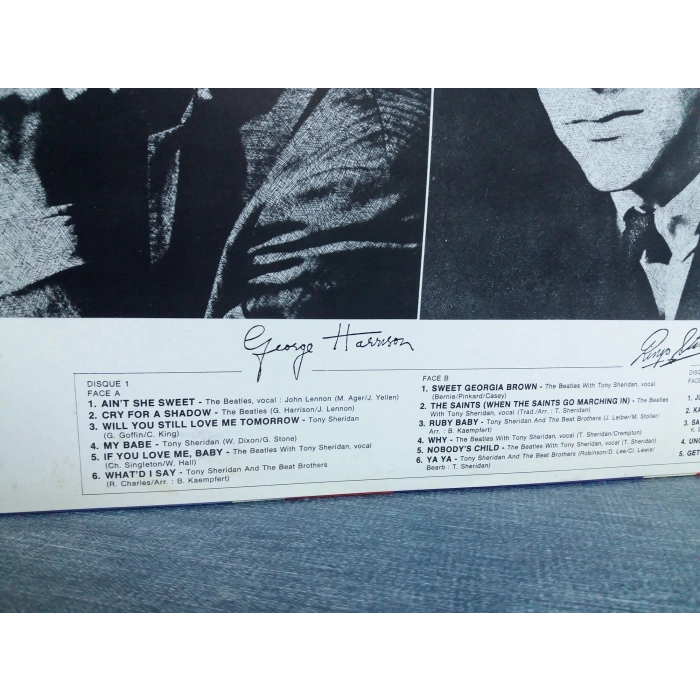 George Harrison
Ringo
DISQUE 1
FACE A
1. AIN'T SHE SWEET - The Beatles, vocal : John Lennon (M. Ager/J. Yellen)
2. CRY FOR A SHADOW - The Beatles (G. Harrison/J. Lennon)
3. WILL YOU STILL LOVE ME TOMORROW - Tony Sheridan
(G. Goffin/C. King)
4. MY BABE - Tony Sheridan (W. Dixon/G. Stone)
5. IF YOU LOVE ME, BABY - The Beatles With Tony Sheridan, vocal
(Ch. Singleton/W. Hall)
6. WHAT'D I SAY - Tony Sheridan And The Beat Brothers
(R. Charles/Arr. : B. Kaempfert)
FACE B
1. SWEET GEORGIA BROWN - The Beatles With Tony Sheridan, vocal
(Bernie/Pinkard/Casey)
2. THE SAINTS (WHEN THE SAINTS GO MARCHING IN) - The Beatles
With Tony Sheridan, vocal (Trad./Arr. : T. Sheridan)
3. RUBY BABY - Tony Sheridan And The Beat Brothers (J. Leiber/M. Stoller/
Arr. : B. Kaempfert)
4. WHY - The Beatles With Tony Sheridan, vocal (T. Sheridan/Crompton)
5. NOBODY'S CHILD - The Beatles With Tony Sheridan, vocal (T. Sheridan)
6. YA YA - Tony Sheridan And The Beat Brothers (Robinson/D. Lee/Cl. Lewis/
Bearb : T. Sheridan)
1.
2.
3.
4.
5. GET